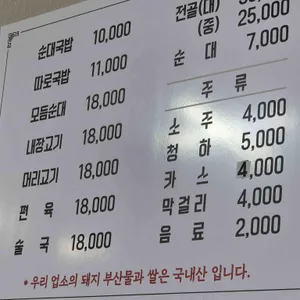 순대국밥 10,000
따로국밥 11,000
모듬순대 18,000
내장고기 18,000
머리고기 18,000
편육 18,000
술국 18,000
전골(대)
(중) 25,000
순대 7,000
주류
소주 4,000
청하 5,000
카스 4,000
막걸리 4,000
음료 2,000
* 우리 업소의 돼지 부산물과 쌀은 국내산 입니다.